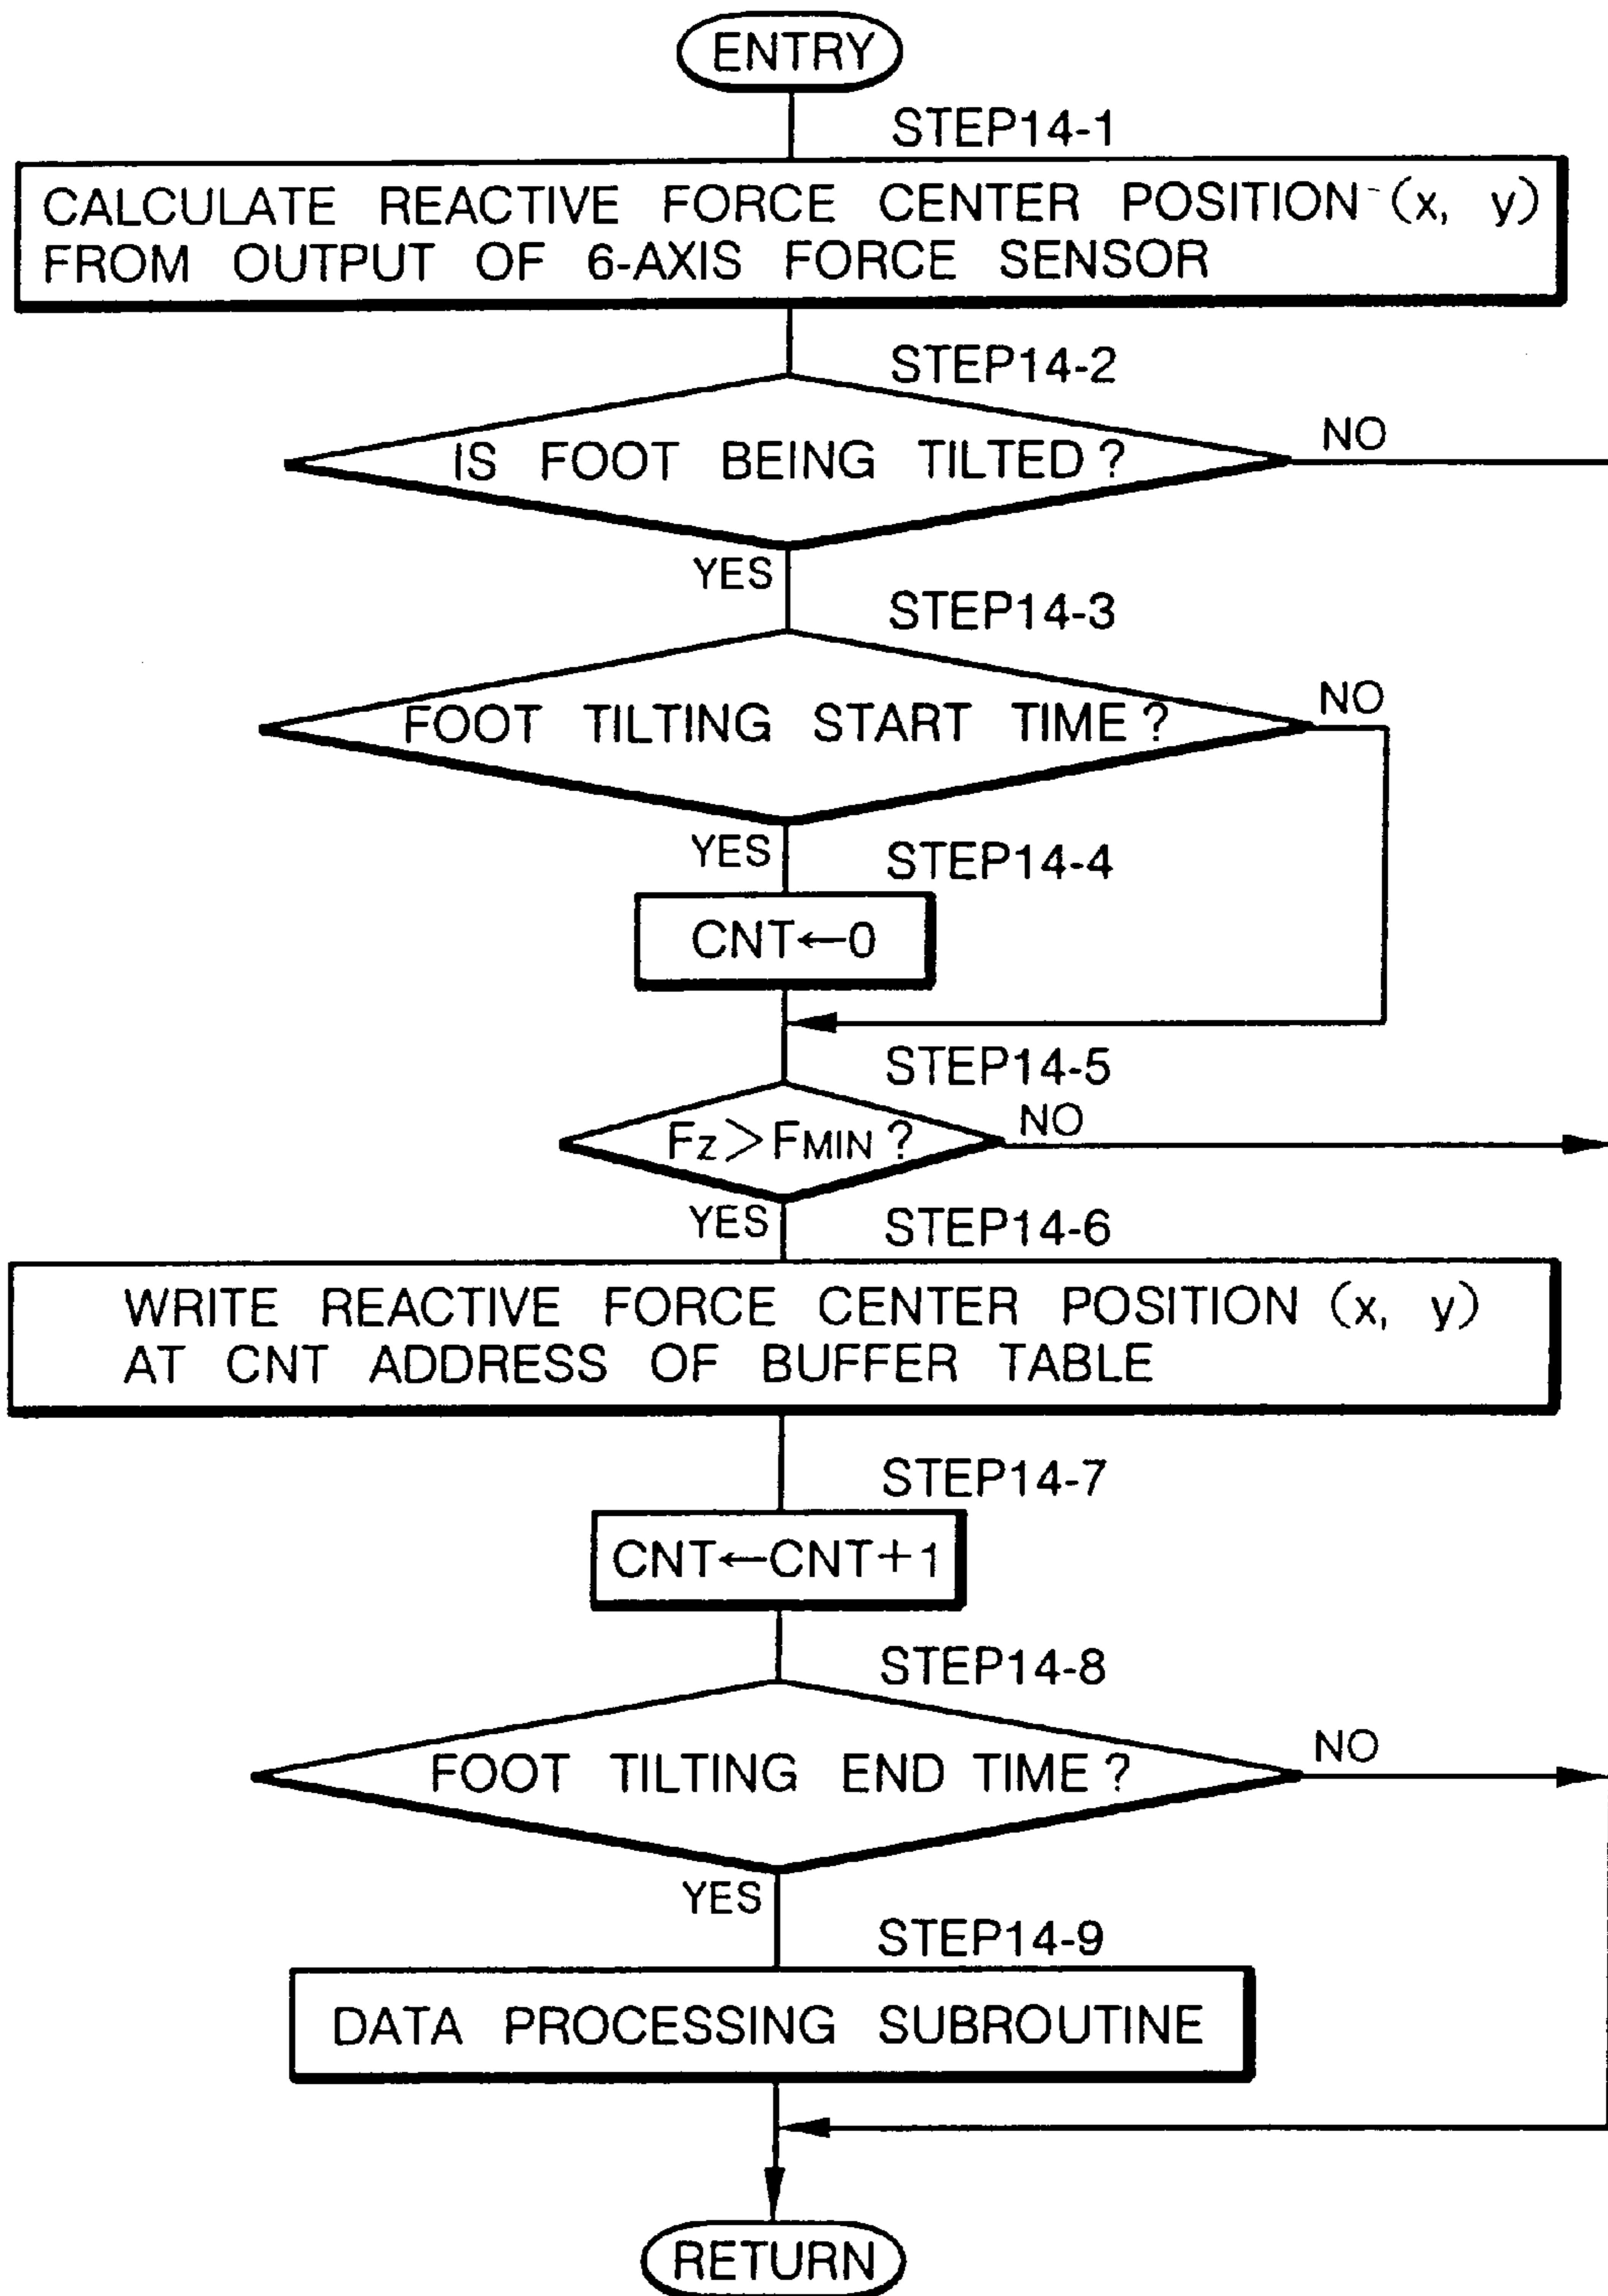 ENTRY
STEP14-1
CALCULATE REACTIVE FORCE CENTER POSITION (x, y)
FROM OUTPUT OF 6-AXIS FORCE SENSOR
STEP14-2
IS FOOT BEING TILTED?
NO
YES
STEP14-3
FOOT TILTING START TIME?
NO
YES
STEP14-4
CNT←0
STEP14-5
Fz>FMIN?
NO
YES
STEP14-6
WRITE REACTIVE FORCE CENTER POSITION (x, y)
AT CNT ADDRESS OF BUFFER TABLE
STEP14-7
CNT←CNT+1
STEP14-8
FOOT TILTING END TIME?
NO
YES
STEP14-9
DATA PROCESSING SUBROUTINE
RETURN